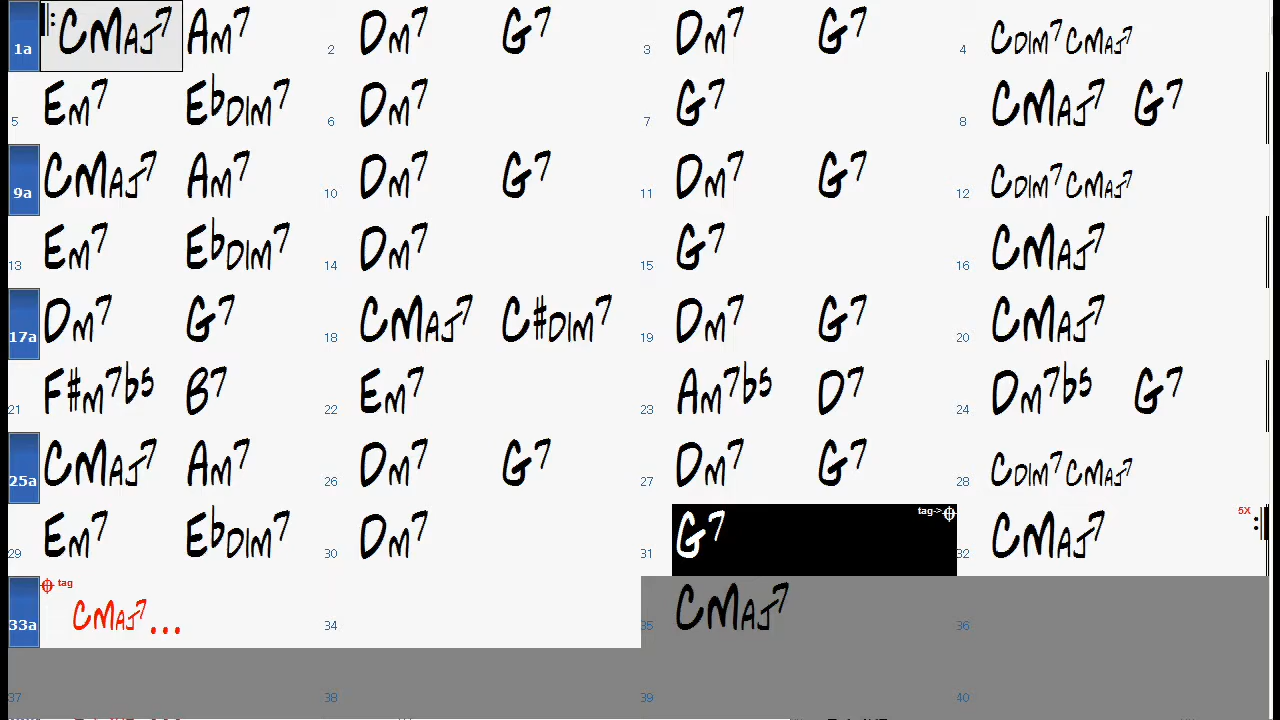 1a CMAJ7 Am7 2 Dm7 G7 3 Dm7 G7 4 CDIM7 CMAJ7
5 Em7 EbDIM7 6 Dm7 7 G7 8 CMAJ7 G7
9a CMAJ7 Am7 10 Dm7 G7 11 Dm7 G7 12 CDIM7 CMAJ7
13 Em7 EbDIM7 14 Dm7 15 G7 16 CMAJ7
17a Dm7 G7 18 CMAJ7 C#DIM7 19 Dm7 G7 20 CMAJ7
21 F#m7b5 B7 22 Em7 23 Am7b5 D7 24 Dm7b5 G7
25a CMAJ7 Am7 26 Dm7 G7 27 Dm7 G7 28 CDIM7 CMAJ7
29 Em7 EbDIM7 30 Dm7 31 G7 tag-> 32 CMAJ7 5X
33a tag CMAJ7... 34 35 CMAJ7 36
37 38 39 40